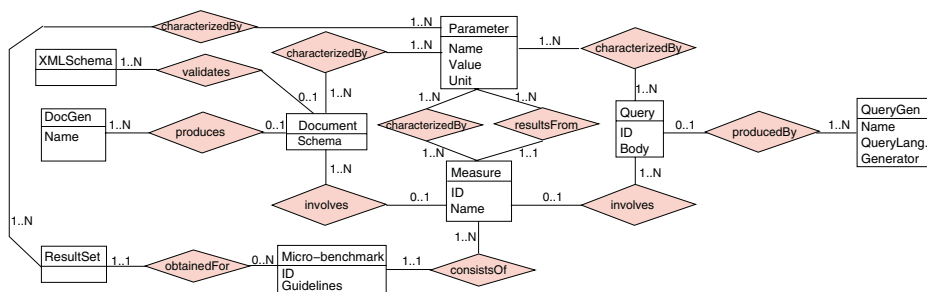 characterizedBy
1..N
Parameter
Name
Value
Unit
1..N
characterizedBy
1..N
characterizedBy
1..N
XMLSchema
1..N
validates
0..1
1..N
1..N
DocGen
Name
1..N
produces
0..1
Document
Schema
1..N
1..N
characterizedBy
resultsFrom
1..N
1..1
Query
ID
Body
0..1
producedBy
1..N
QueryGen
Name
QueryLang.
Generator
1..N
involves
0..1
Measure
ID
Name
0..1
involves
1..N
1..N
1..N
ResultSet
1..1
obtainedFor
0..N
Micro-benchmark
ID
Guidelines
1..1
consistsOf